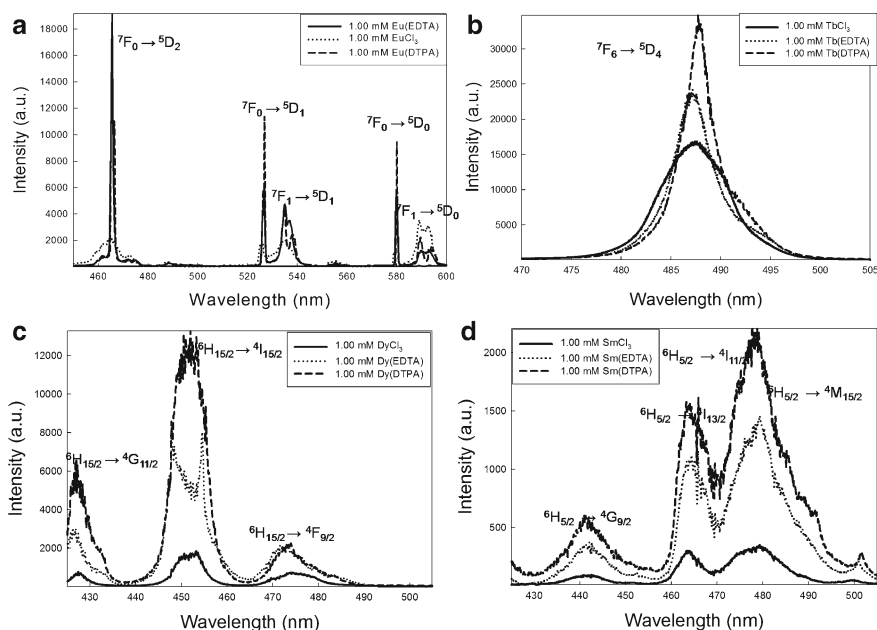 a
1.00 mM Eu(EDTA)
1.00 mM EuCl₃
1.00 mM Eu(DTPA)
⁷F₀ → ⁵D₂
⁷F₀ → ⁵D₁
⁷F₀ → ⁵D₀
⁷F₁ → ⁵D₁
⁷F₁ → ⁵D₀
Intensity (a.u.)
18000
16000
14000
12000
10000
8000
6000
4000
2000
460 480 500 520 540 560 580 600
Wavelength (nm)
b
1.00 mM TbCl₃
1.00 mM Tb(EDTA)
1.00 mM Tb(DTPA)
⁷F₆ → ⁵D₄
Intensity (a.u.)
30000
25000
20000
15000
10000
5000
470 475 480 485 490 495 500 505
Wavelength (nm)
c
1.00 mM DyCl₃
1.00 mM Dy(EDTA)
1.00 mM Dy(DTPA)
⁶H₁₅/₂ → ⁴I₁₅/₂
⁶H₁₅/₂ → ⁴G₁₁/₂
⁶H₁₅/₂ → ⁴F₉/₂
Intensity (a.u.)
12000
10000
8000
6000
4000
2000
430 440 450 460 470 480 490 500
Wavelength (nm)
d
1.00 mM SmCl₃
1.00 mM Sm(EDTA)
1.00 mM Sm(DTPA)
⁶H₅/₂ → ⁴I₁₁/₂
⁶H₅/₂ → ⁴M₁₅/₂
⁶H₅/₂ → ⁴I₁₃/₂
⁶H₅/₂ → ⁴G₉/₂
Intensity (a.u.)
2000
1500
1000
500
430 440 450 460 470 480 490 500
Wavelength (nm)